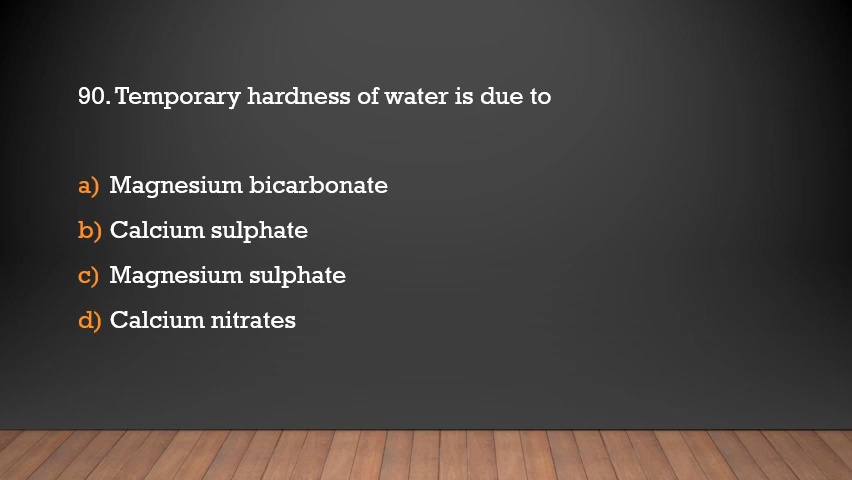 90. Temporary hardness of water is due to
a) Magnesium bicarbonate
b) Calcium sulphate
c) Magnesium sulphate
d) Calcium nitrates